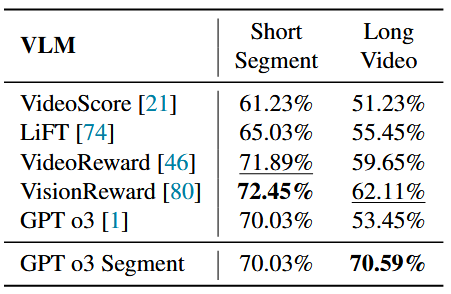 VLM Short Segment Long Video
VideoScore [21] 61.23% 51.23%
LiFT [74] 65.03% 55.45%
VideoReward [46] 71.89% 59.65%
VisionReward [80] 72.45% 62.11%
GPT o3 [1] 70.03% 53.45%
GPT o3 Segment 70.03% 70.59%